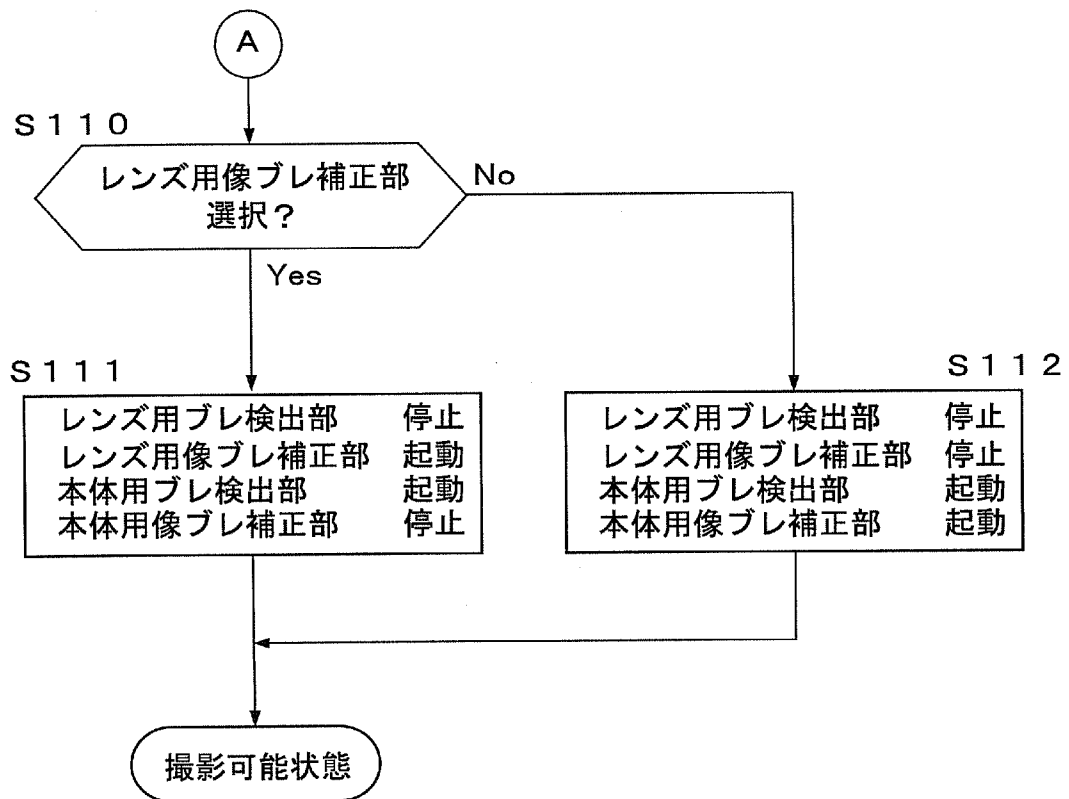 A
S110
レンズ用像ブレ補正部
選択?
No
Yes
S111
レンズ用ブレ検出部 停止
レンズ用像ブレ補正部 起動
本体用ブレ検出部 起動
本体用像ブレ補正部 停止
S112
レンズ用ブレ検出部 停止
レンズ用像ブレ補正部 停止
本体用ブレ検出部 起動
本体用像ブレ補正部 起動
撮影可能状態